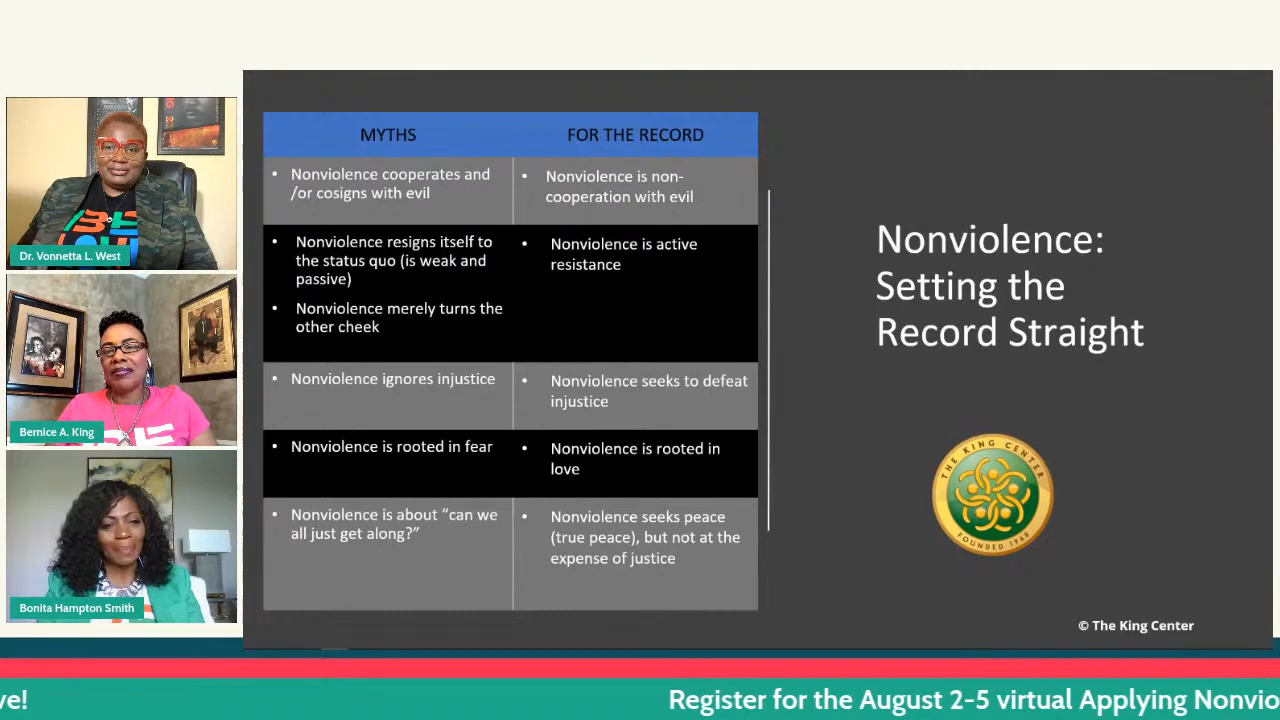 Dr. Vonnetta L. West
Bernice A. King
Bonita Hampton Smith
MYTHS
FOR THE RECORD
• Nonviolence cooperates and
/or cosigns with evil
• Nonviolence is non-
cooperation with evil
• Nonviolence resigns itself to
the status quo (is weak and
passive)
• Nonviolence merely turns the
other cheek
• Nonviolence is active
resistance
• Nonviolence ignores injustice
• Nonviolence seeks to defeat
injustice
• Nonviolence is rooted in fear
• Nonviolence is rooted in
love
• Nonviolence is about “can we
all just get along?”
• Nonviolence seeks peace
(true peace), but not at the
expense of justice
Nonviolence:
Setting the
Record Straight
THE KING CENTER
FOUNDED 1968
© The King Center
ve!
Register for the August 2-5 virtual Applying Nonvio